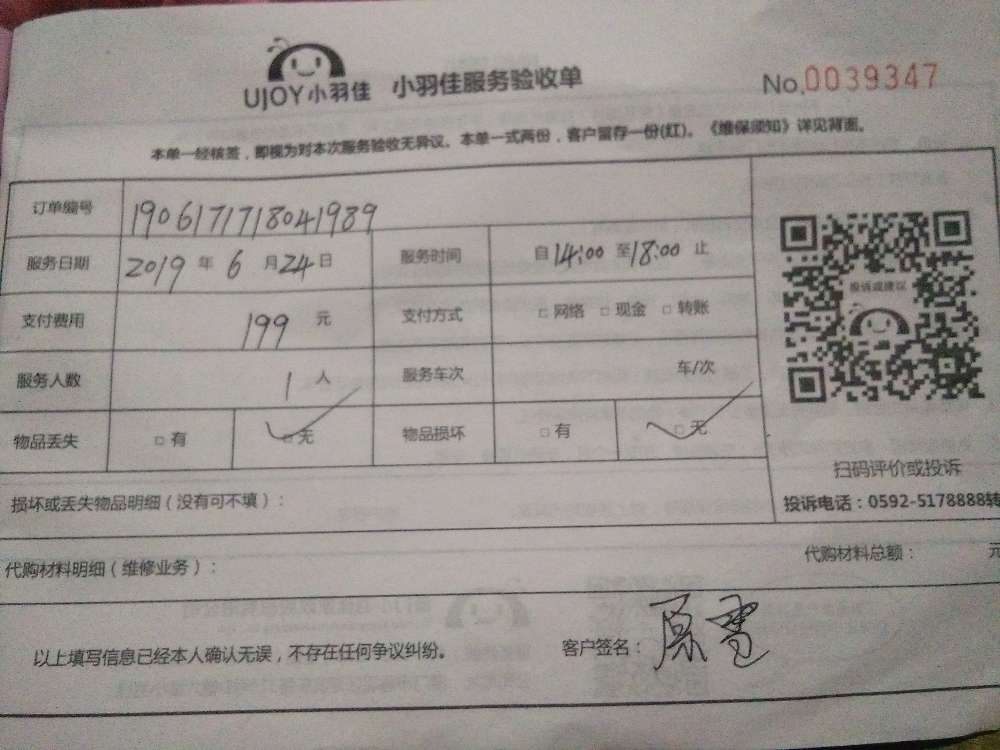 UJOY小羽佳 小羽佳服务验收单 No.0039347
本单一经核签，即视为对本次服务验收无异议。本单一式两份，客户留存一份(红)。《维保须知》详见背面。
订单编号 1906171718041989
服务日期 2019 年 6 月 24 日 服务时间 自 14:00 至 18:00 止
投诉或建议
支付费用 199 元 支付方式 □ 网络 □ 现金 □ 转账
服务人数 1 人 服务车次 车/次
物品丢失 □ 有 □ 无 物品损坏 □ 有 □ 无
扫码评价或投诉
损坏或丢失物品明细（没有可不填）：
投诉电话：0592-5178888转
代购材料明细（维修业务）： 代购材料总额： 元
以上填写信息已经本人确认无误，不存在任何争议纠纷。 客户签名：